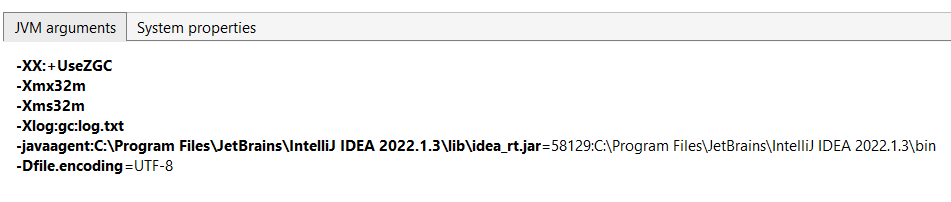 JVM arguments System properties
-XX:+UseZGC
-Xmx32m
-Xms32m
-Xlog:gc:log.txt
-javaagent:C:\Program Files\JetBrains\IntelliJ IDEA 2022.1.3\lib\idea_rt.jar=58129:C:\Program Files\JetBrains\IntelliJ IDEA 2022.1.3\bin
-Dfile.encoding=UTF-8